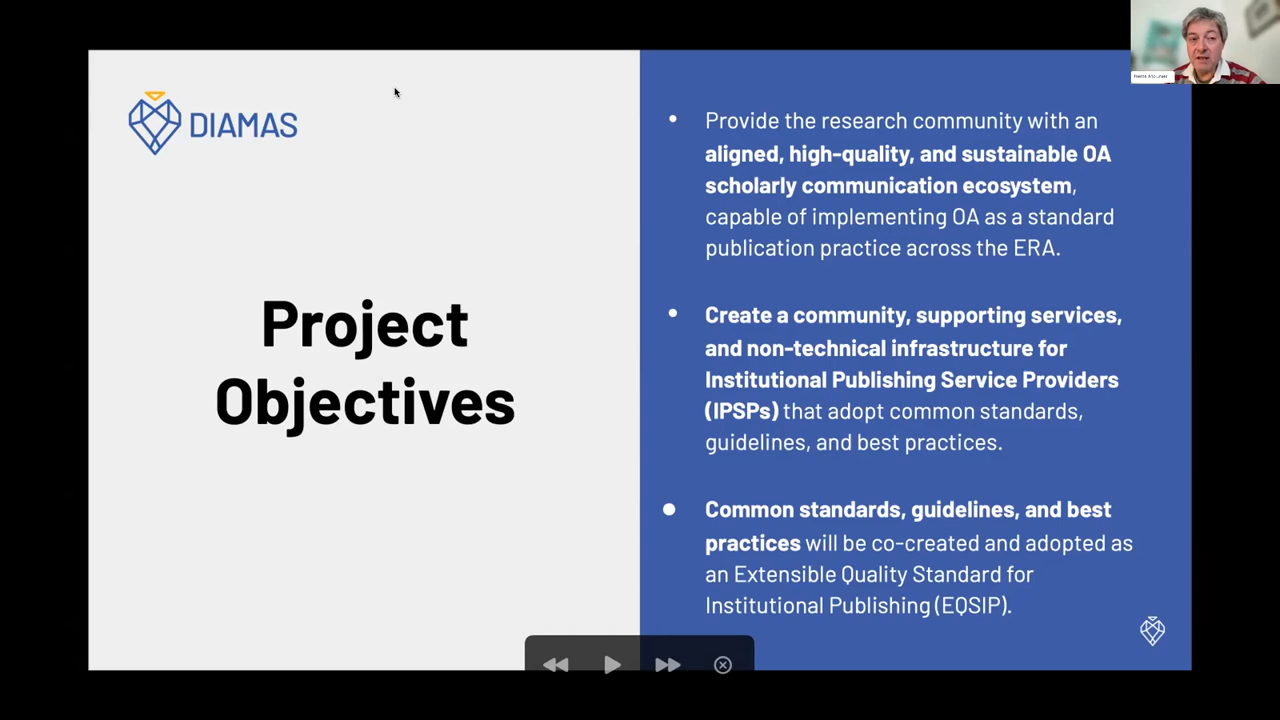 DIAMAS
Project
Objectives
• Provide the research community with an
aligned, high-quality, and sustainable OA
scholarly communication ecosystem,
capable of implementing OA as a standard
publication practice across the ERA.
• Create a community, supporting services,
and non-technical infrastructure for
Institutional Publishing Service Providers
(IPSPs) that adopt common standards,
guidelines, and best practices.
• Common standards, guidelines, and best
practices will be co-created and adopted as
an Extensible Quality Standard for
Institutional Publishing (EQSIP).